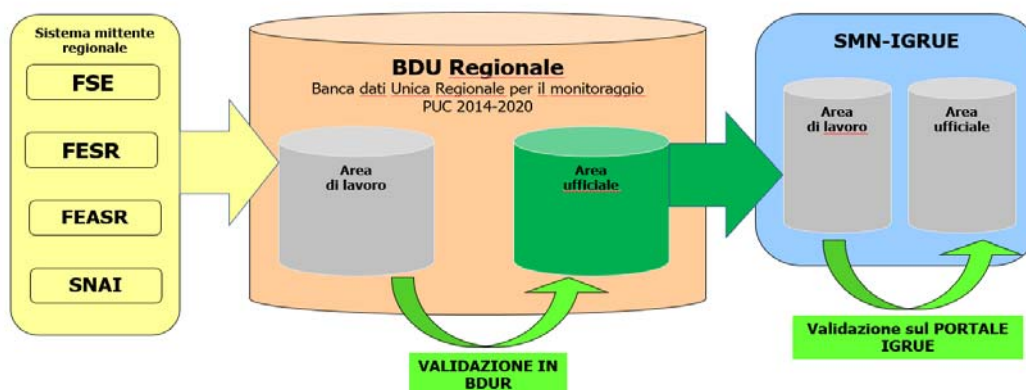 Sistema mittente
regionale
FSE
FESR
FEASR
SNAI
BDU Regionale
Banca dati Unica Regionale per il monitoraggio
PUC 2014-2020
Area
di lavoro
Area
ufficiale
VALIDAZIONE IN
BDUR
SMN-IGRUE
Area
di lavoro
Area
ufficiale
Validazione sul PORTALE
IGRUE